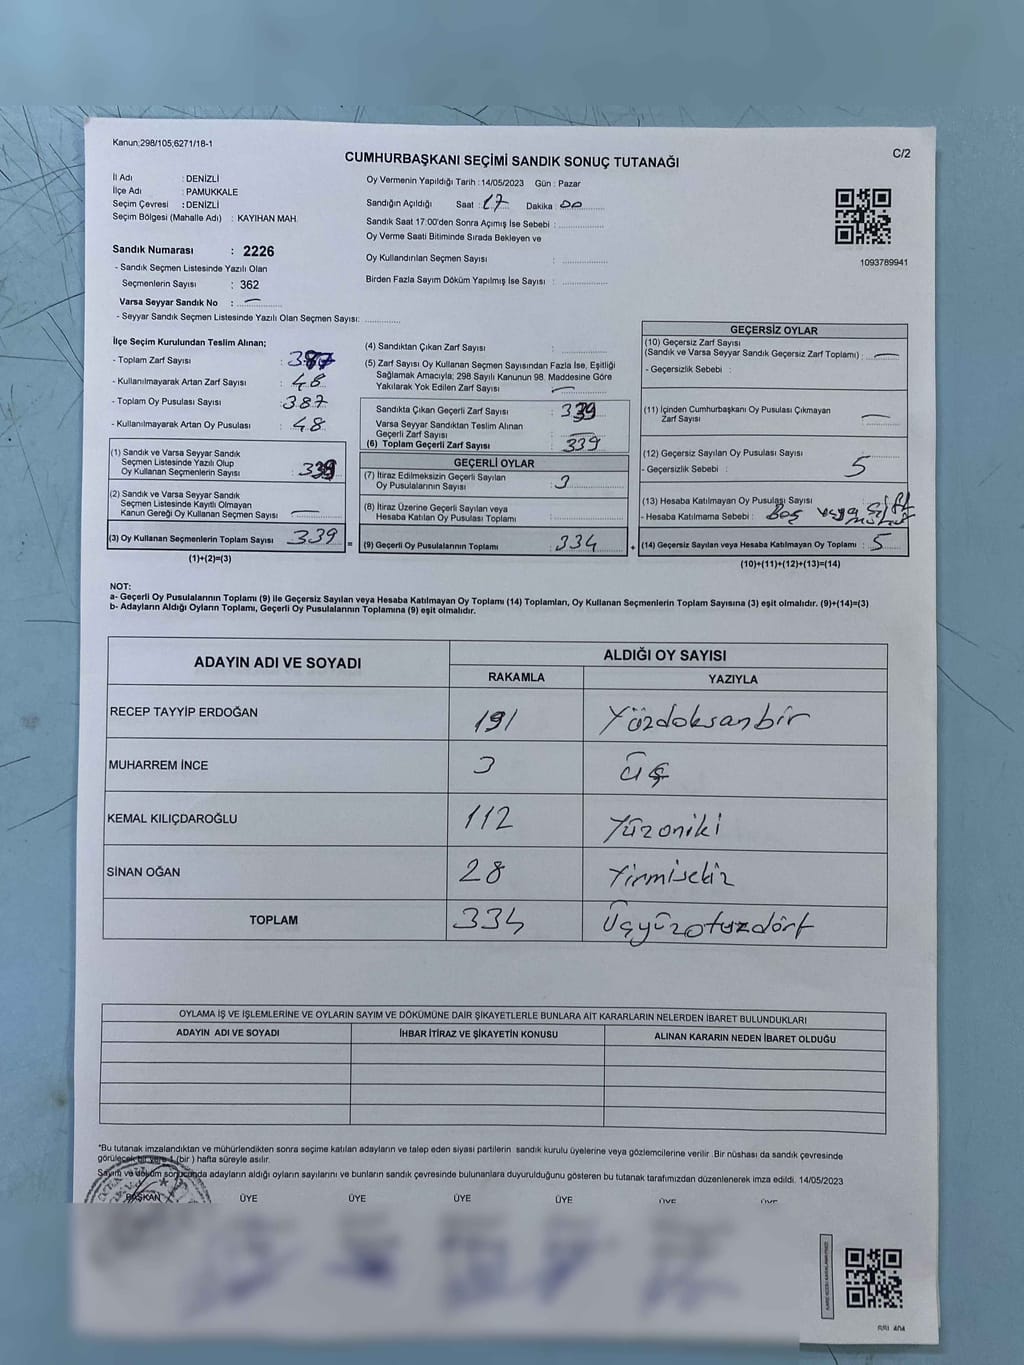 Kanun;298/105;6271/18-1
C/2
CUMHURBAŞKANI SEÇİMİ SANDIK SONUÇ TUTANAĞI
İl Adı : DENİZLİ
İlçe Adı : PAMUKKALE
Seçim Çevresi : DENİZLİ
Seçim Bölgesi (Mahalle Adı) : KAYIHAN MAH.
Oy Vermenin Yapıldığı Tarih : 14/05/2023 Gün : Pazar
Sandığın Açıldığı Saat : 17 Dakika : 00
Sandık Saat 17:00'den Sonra Açımış İse Sebebi :
Oy Verme Saati Bitiminde Sırada Bekleyen ve
Oy Kullandırılan Seçmen Sayısı :
Birden Fazla Sayım Döküm Yapılmış İse Sayısı :
1093789941
Sandık Numarası : 2226
- Sandık Seçmen Listesinde Yazılı Olan
Seçmenlerin Sayısı : 362
Varsa Seyyar Sandık No : —
- Seyyar Sandık Seçmen Listesinde Yazılı Olan Seçmen Sayısı:
İlçe Seçim Kurulundan Teslim Alınan;
- Toplam Zarf Sayısı : 387
- Kullanılmayarak Artan Zarf Sayısı : 48
- Toplam Oy Pusulası Sayısı : 387
- Kullanılmayarak Artan Oy Pusulası : 48
(1) Sandık ve Varsa Seyyar Sandık
Seçmen Listesinde Yazılı Olup
Oy Kullanan Seçmenlerin Sayısı : 339
(2) Sandık ve Varsa Seyyar Sandık
Seçmen Listesinde Kayıtlı Olmayan
Kanun Gereği Oy Kullanan Seçmen Sayısı : —
(3) Oy Kullanan Seçmenlerin Toplam Sayısı : 339
(1)+(2)=(3)
(4) Sandıktan Çıkan Zarf Sayısı :
(5) Zarf Sayısı Oy Kullanan Seçmen Sayısından Fazla İse, Eşitliği
Sağlamak Amacıyla; 298 Sayılı Kanunun 98. Maddesine Göre
Yakılarak Yok Edilen Zarf Sayısı : —
Sandıkta Çıkan Geçerli Zarf Sayısı : 339
Varsa Seyyar Sandıktan Teslim Alınan
Geçerli Zarf Sayısı : —
(6) Toplam Geçerli Zarf Sayısı : 339
GEÇERLİ OYLAR
(7) İtiraz Edilmeksizin Geçerli Sayılan
Oy Pusulalarının Sayısı : 3
(8) İtiraz Üzerine Geçerli Sayılan veya
Hesaba Katılan Oy Pusulası Toplamı :
= (9) Geçerli Oy Pusulalarının Toplamı : 334
GEÇERSİZ OYLAR
(10) Geçersiz Zarf Sayısı
(Sandık ve Varsa Seyyar Sandık Geçersiz Zarf Toplamı) : —
- Geçersizlik Sebebi :
(11) İçinden Cumhurbaşkanı Oy Pusulası Çıkmayan
Zarf Sayısı : —
(12) Geçersiz Sayılan Oy Pusulası Sayısı :
- Geçersizlik Sebebi : 5
(13) Hesaba Katılmayan Oy Pusulası Sayısı :
- Hesaba Katılmama Sebebi : Boş veya çift
+ (14) Geçersiz Sayılan veya Hesaba Katılmayan Oy Toplamı : 5
(10)+(11)+(12)+(13)=(14)
NOT:
a- Geçerli Oy Pusulalarının Toplamı (9) ile Geçersiz Sayılan veya Hesaba Katılmayan Oy Toplamı (14) Toplamları, Oy Kullanan Seçmenlerin Toplam Sayısına (3) eşit olmalıdır. (9)+(14)=(3)
b- Adayların Aldığı Oyların Toplamı, Geçerli Oy Pusulalarının Toplamına (9) eşit olmalıdır.
ADAYIN ADI VE SOYADI
ALDIĞI OY SAYISI
RAKAMLA YAZIYLA
RECEP TAYYİP ERDOĞAN 191 Yüzdoksanbir
MUHARREM İNCE 3 üç
KEMAL KILIÇDAROĞLU 112 Yüzoniki
SİNAN OĞAN 28 Yirmisekiz
TOPLAM 334 Üçyüzotuzdört
OYLAMA İŞ VE İŞLEMLERİNE VE OYLARIN SAYIM VE DÖKÜMÜNE DAİR ŞİKAYETLERLE BUNLARA AİT KARARLARIN NELERDEN İBARET BULUNDUKLARI
ADAYIN ADI VE SOYADI İHBAR İTİRAZ VE ŞİKAYETİN KONUSU ALINAN KARARIN NEDEN İBARET OLDUĞU
*Bu tutanak imzalandıktan ve mühürlendikten sonra seçime katılan adayların ve talep eden siyasi partilerin sandık kurulu üyelerine veya gözlemcilerine verilir. Bir nüshası da sandık çevresinde
görülecek bir yere 1 (bir) hafta süreyle asılır.
Sayım ve döküm sonucunda adayların aldığı oyların sayılarını ve bunların sandık çevresinde bulunanlara duyurulduğunu gösteren bu tutanak tarafımızdan düzenlenerek imza edildi. 14/05/2023
BAŞKAN ÜYE ÜYE ÜYE ÜYE ÜYE ÜYE